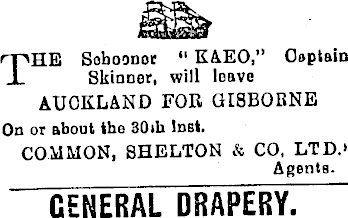 THE Schooner "KAEO," Captain
Skinner, will leave
AUCKLAND FOR GISBORNE
On or about the 30th Inst.
COMMON, SHELTON & CO, LTD.,
Agents.
GENERAL DRAPERY.